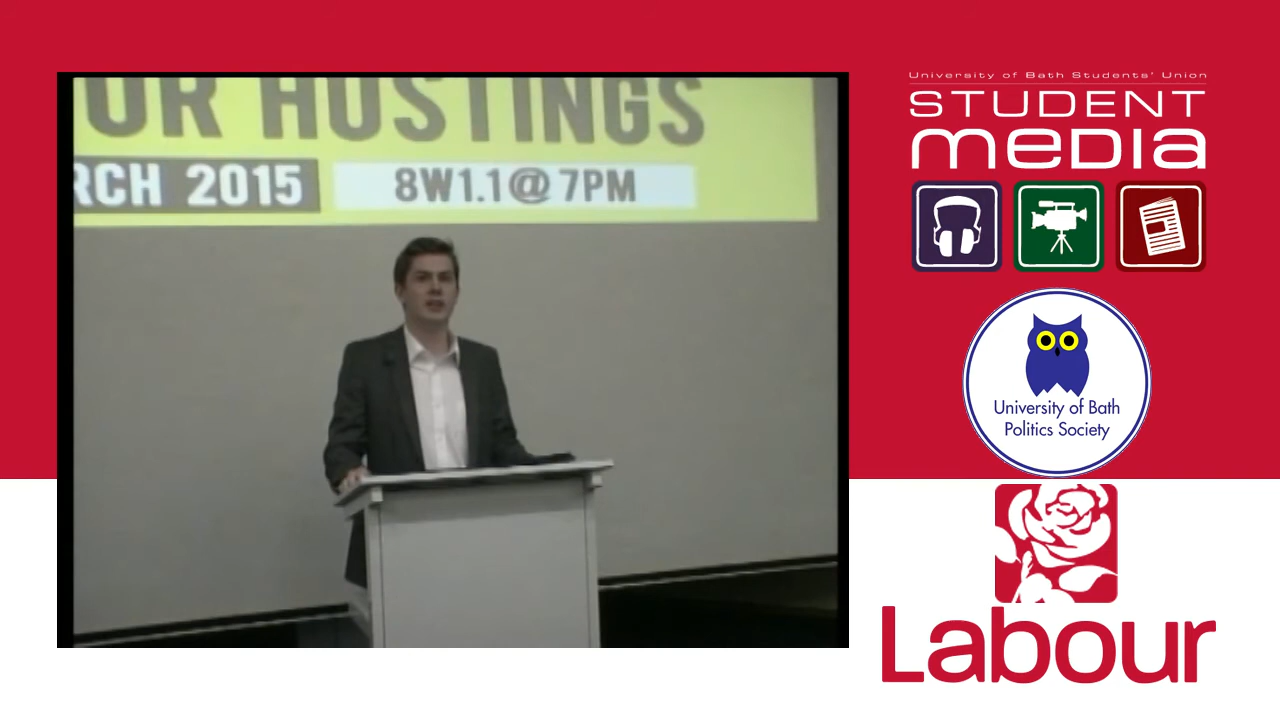 UR HUSTINGS
RCH 2015
8W1.1@ 7PM
University of Bath Students' Union
STUDENT
meDIA
University of Bath
Politics Society
Labour